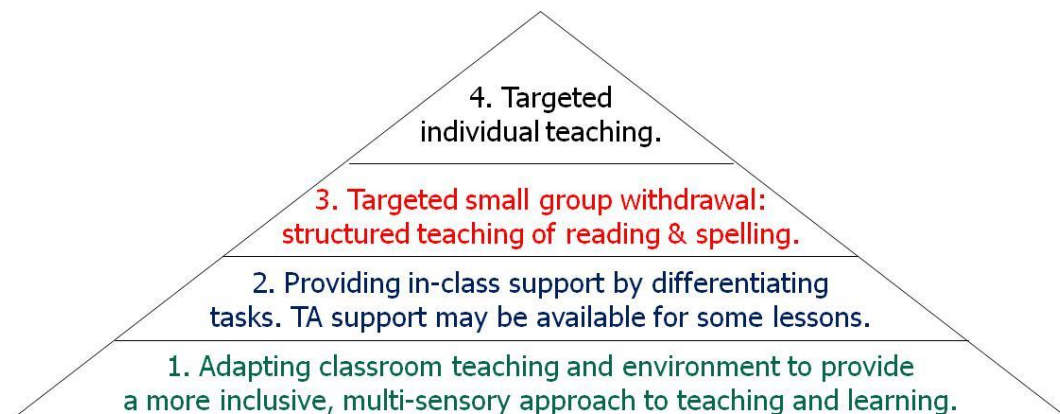 4. Targeted
individual teaching.
3. Targeted small group withdrawal:
structured teaching of reading & spelling.
2. Providing in-class support by differentiating
tasks. TA support may be available for some lessons.
1. Adapting classroom teaching and environment to provide
a more inclusive, multi-sensory approach to teaching and learning.